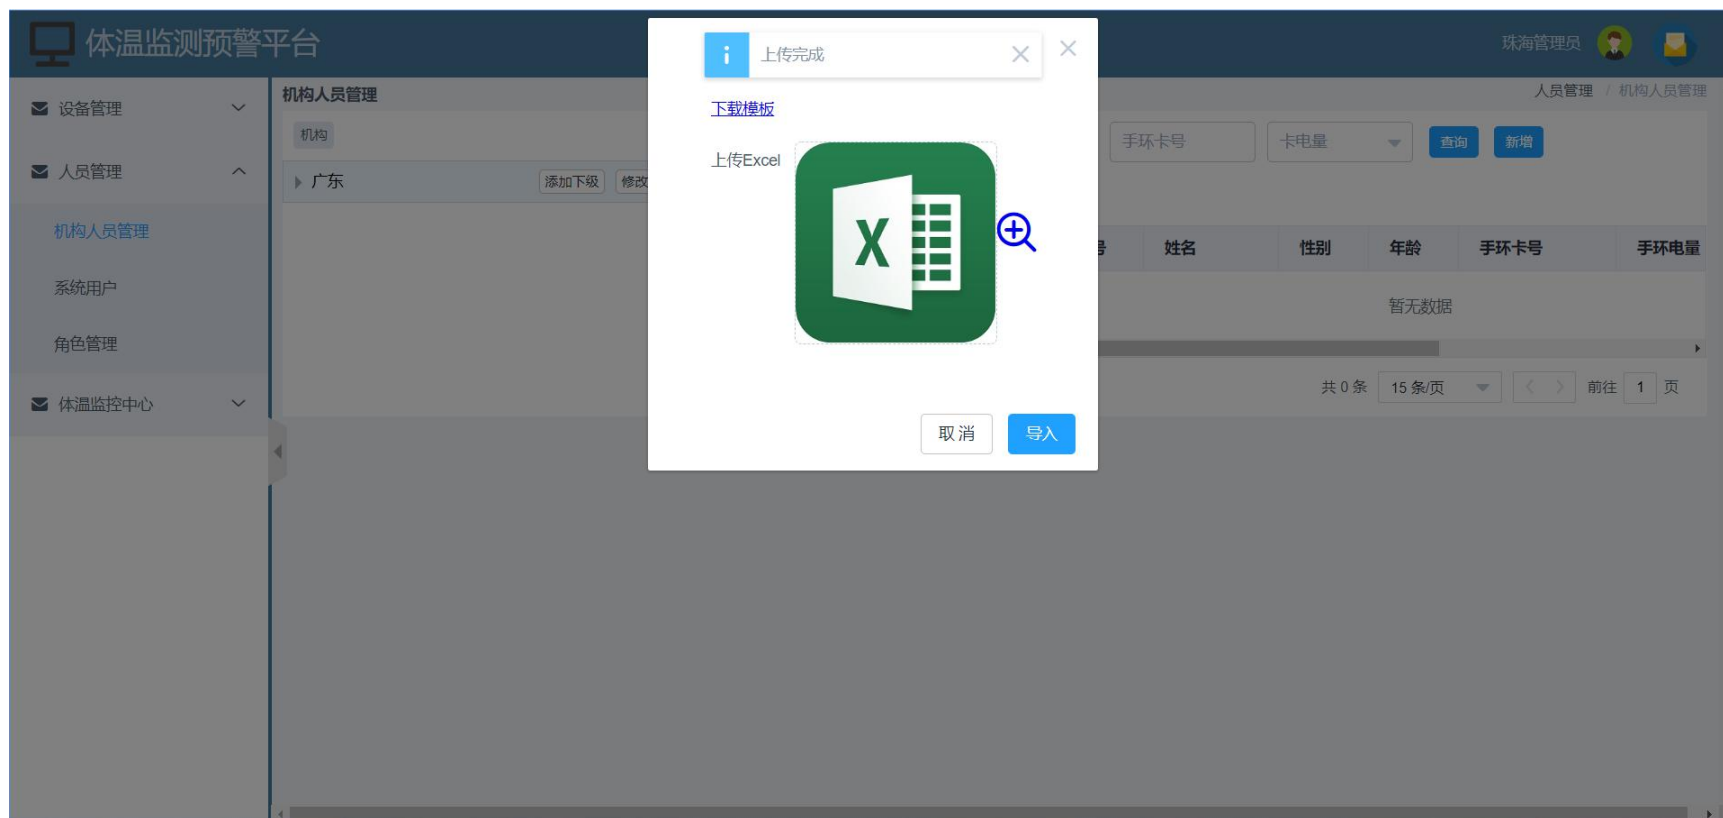 体温监测预警平台
珠海管理员
上传完成
设备管理
人员管理
机构人员管理
系统用户
角色管理
体温监控中心
机构人员管理
人员管理 / 机构人员管理
机构
广东
添加下级
修改
下载模板
上传Excel
X
取消
导入
手环卡号
卡电量
查询
新增
姓名
性别
年龄
手环卡号
手环电量
暂无数据
共 0 条
15 条/页
前往 1 页